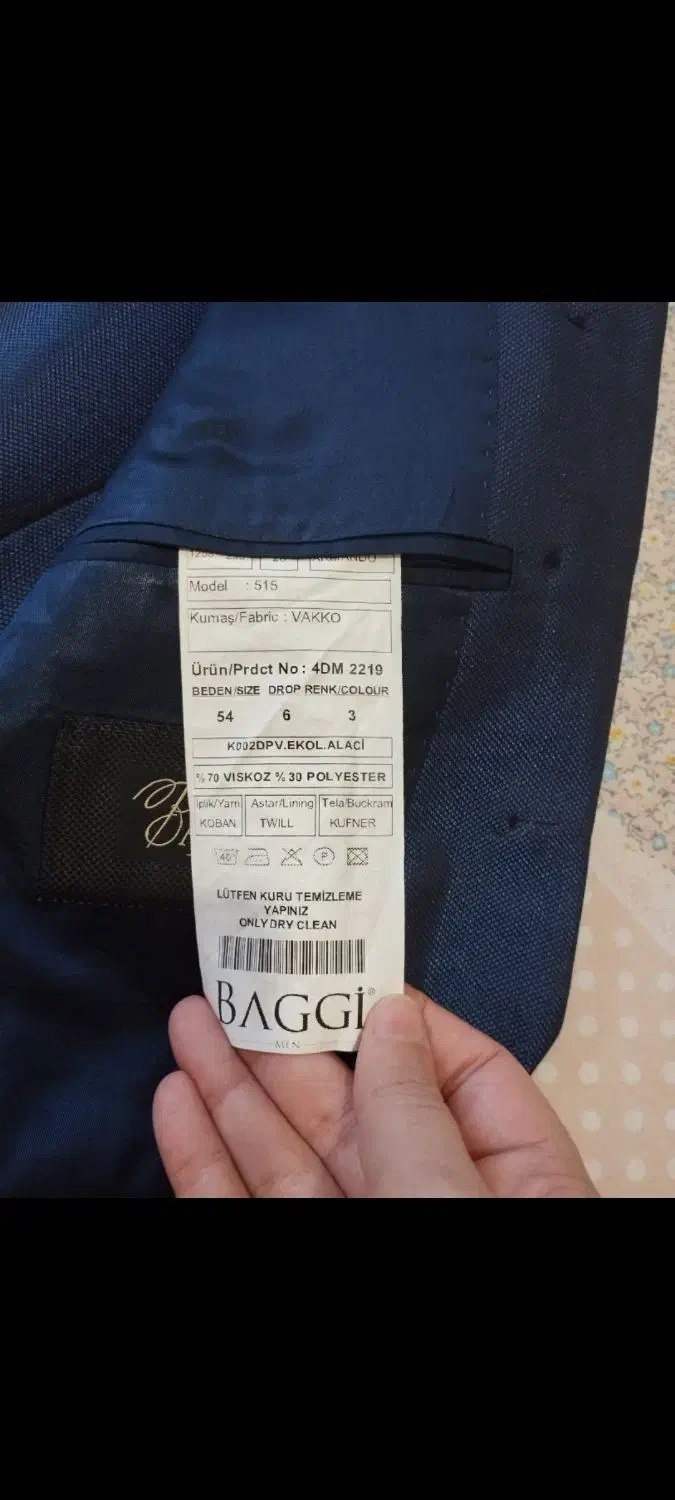 Model : 515
Kumaş/Fabric : VAKKO
Ürün/Prdct No : 4DM 2219
BEDEN/SIZE DROP RENK/COLOUR
54 6 3
K002DPV.EKOL.ALACİ
% 70 VISKOZ % 30 POLYESTER
İplik/Yarn Astar/Lining Tela/Buckram
KOBAN TWILL KUFNER
40°
P
LÜTFEN KURU TEMİZLEME
YAPINIZ
ONLY DRY CLEAN
BAGGİ®
MEN